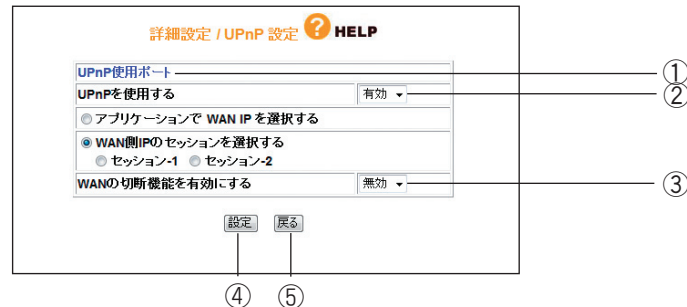 詳細設定 / UPnP 設定 ? HELP
UPnP使用ポート ①
UPnPを使用する 有効 ②
アプリケーションで WAN IP を選択する
WAN側IPのセッションを選択する
セッション-1 セッション-2
WANの切断機能を有効にする 無効 ③
設定 戻る
④ ⑤